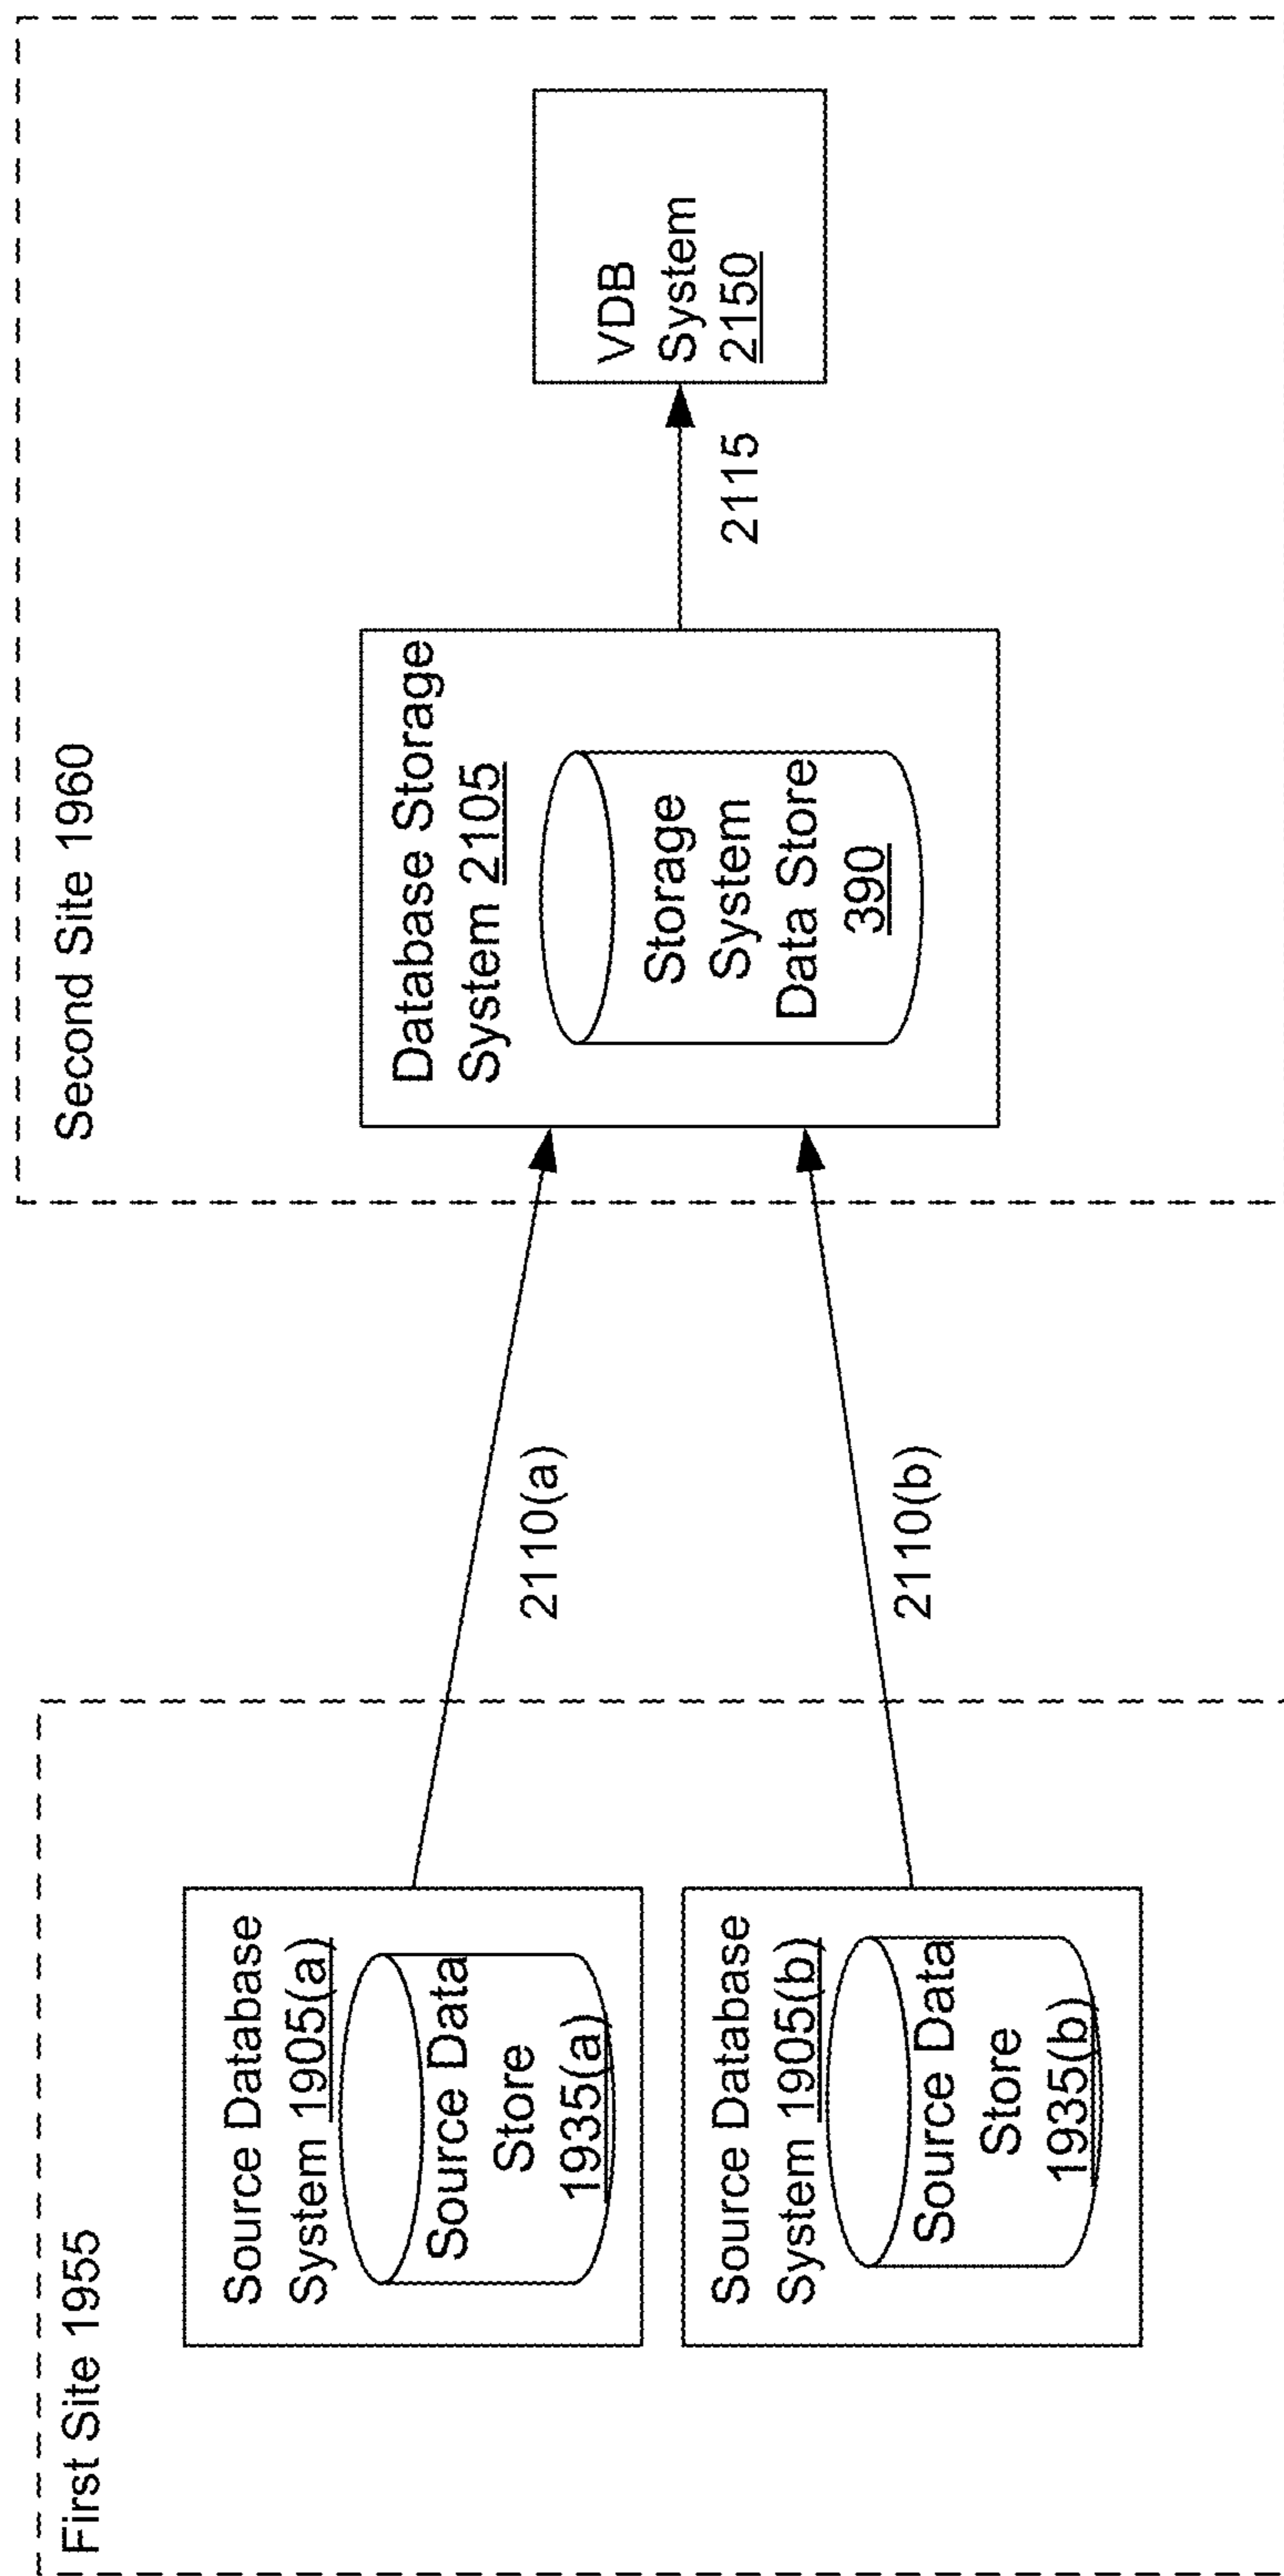 First Site 1955
Source Database
System 1905(a)
Source Data
Store
1935(a)
Source Database
System 1905(b)
Source Data
Store
1935(b)
2110(a)
2110(b)
Second Site 1960
Database Storage
System 2105
Storage
System
Data Store
390
2115
VDB
System
2150